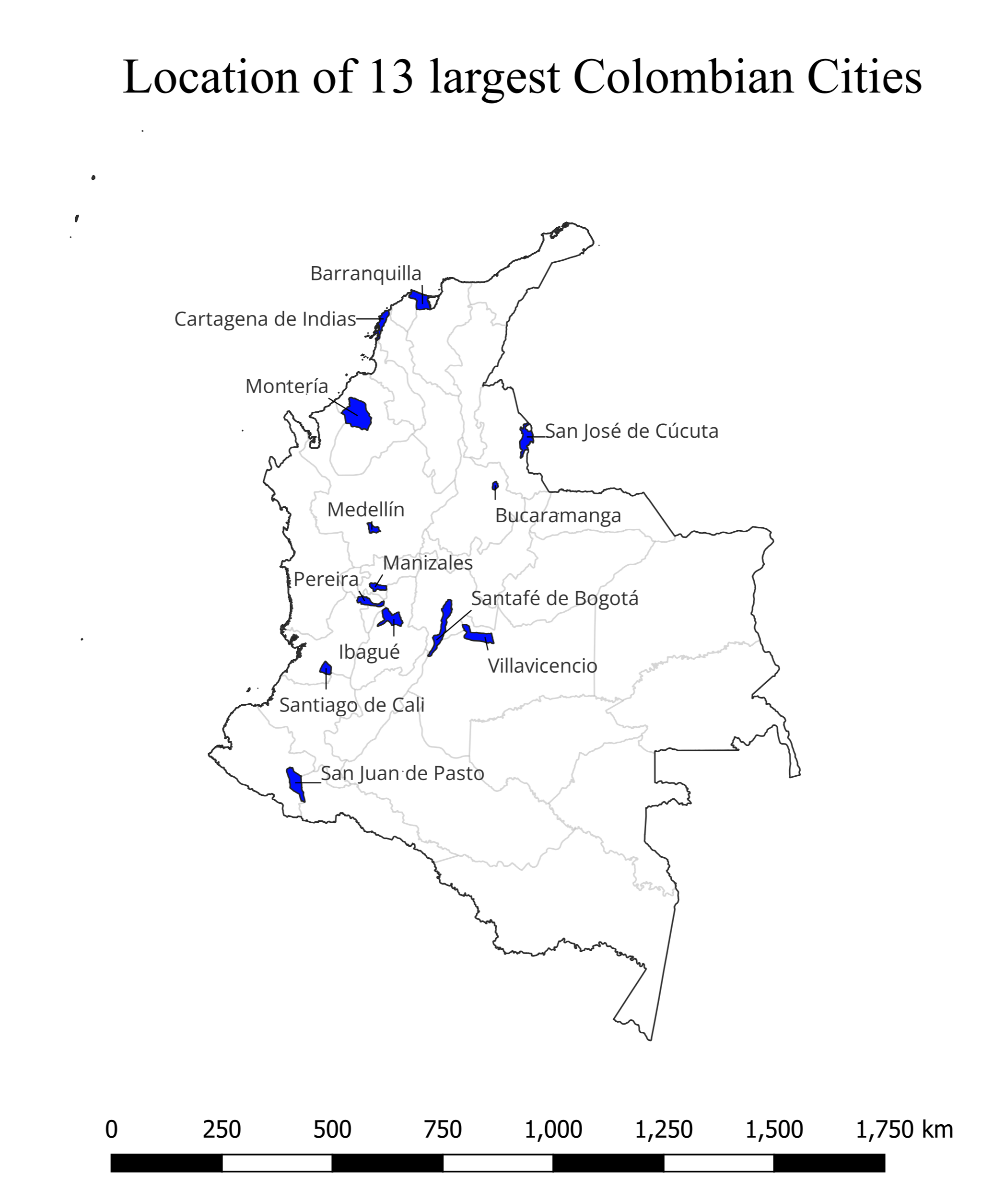 Location of 13 largest Colombian Cities
Barranquilla
Cartagena de Indias
Montería
San José de Cúcuta
Medellín
Bucaramanga
Manizales
Pereira
Santafé de Bogotá
Ibagué
Villavicencio
Santiago de Cali
San Juan de Pasto
0 250 500 750 1,000 1,250 1,500 1,750 km